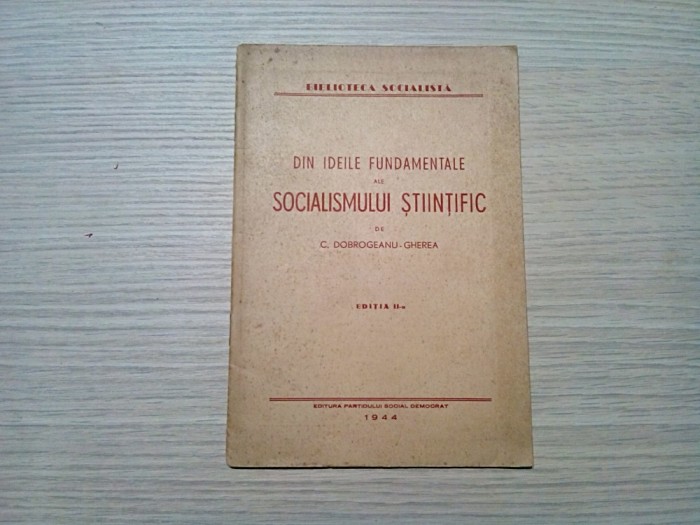 BIBLIOTECA SOCIALISTĂ
DIN IDEILE FUNDAMENTALE
ALE
SOCIALISMULUI ȘTIINȚIFIC
DE
C. DOBROGEANU-GHEREA
EDIȚIA II-a
EDITURA PARTIDULUI SOCIAL DEMOCRAT
1944